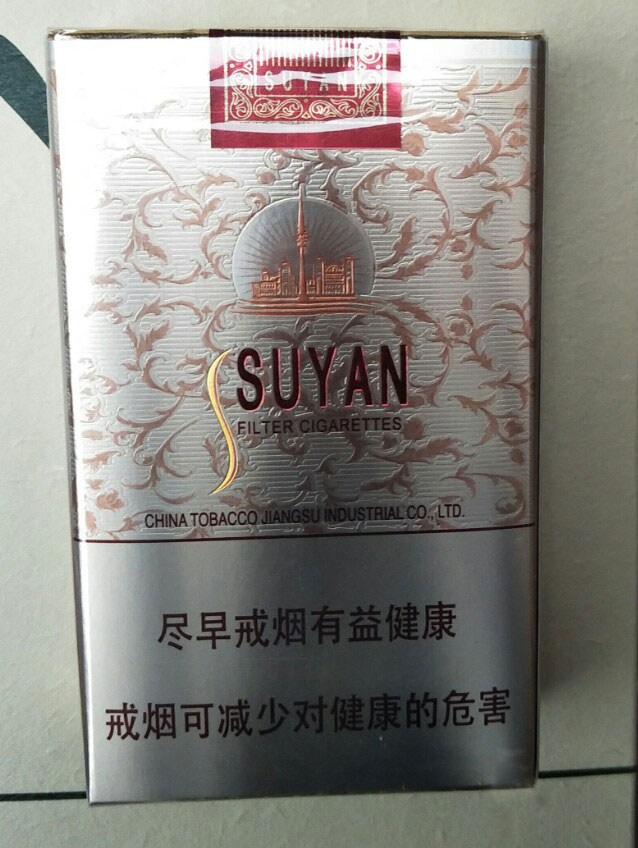 SUYAN
SUYAN
FILTER CIGARETTES
CHINA TOBACCO JIANGSU INDUSTRIAL CO., LTD.
尽早戒烟有益健康
戒烟可减少对健康的危害